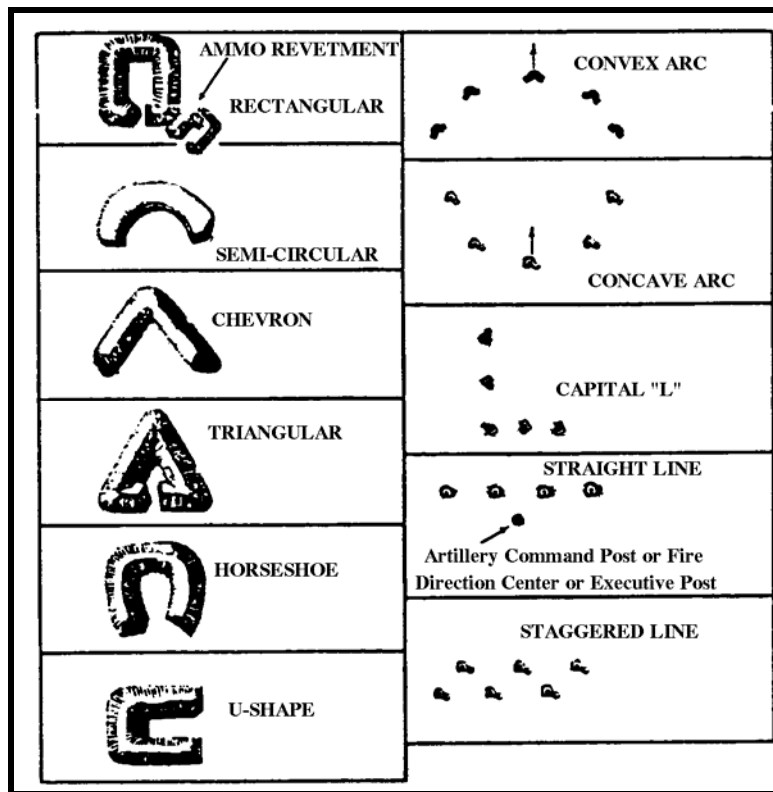 AMMO REVETMENT
RECTANGULAR
SEMI-CIRCULAR
CHEVRON
TRIANGULAR
HORSESHOE
U-SHAPE
CONVEX ARC
CONCAVE ARC
CAPITAL "L"
STRAIGHT LINE
Artillery Command Post or Fire
Direction Center or Executive Post
STAGGERED LINE